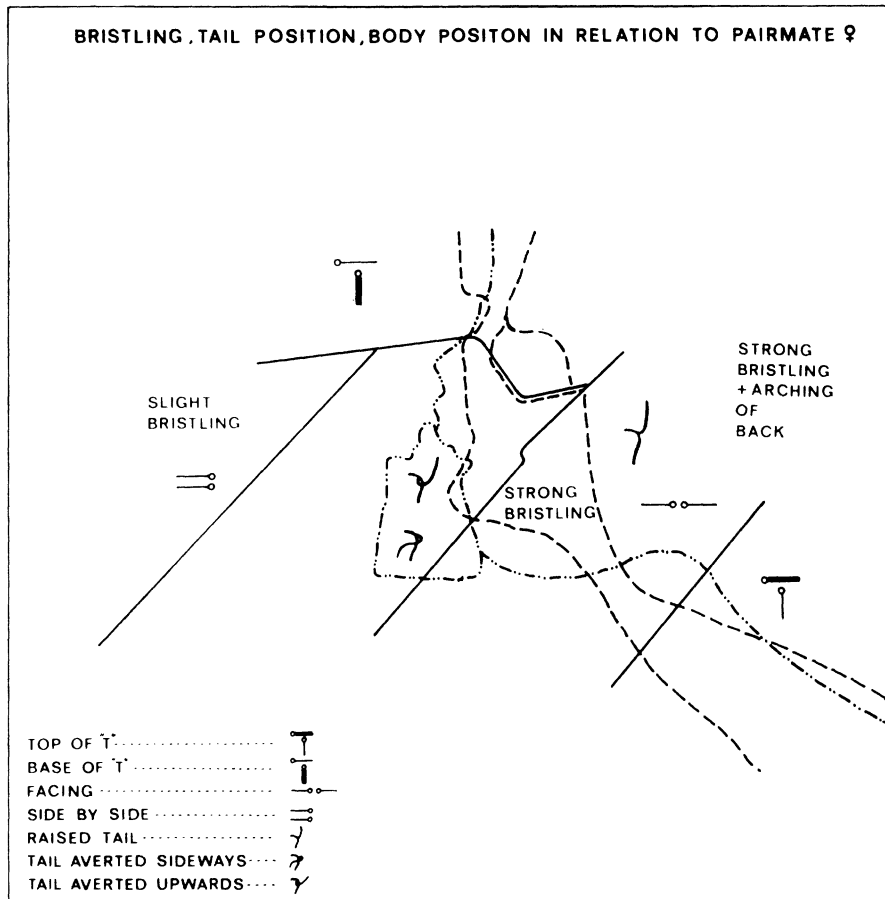 BRISTLING, TAIL POSITION, BODY POSITON IN RELATION TO PAIRMATE ♀
SLIGHT
BRISTLING
STRONG
BRISTLING
+ ARCHING
OF
BACK
STRONG
BRISTLING
TOP OF "T"
BASE OF "T"
FACING
SIDE BY SIDE
RAISED TAIL
TAIL AVERTED SIDEWAYS
TAIL AVERTED UPWARDS